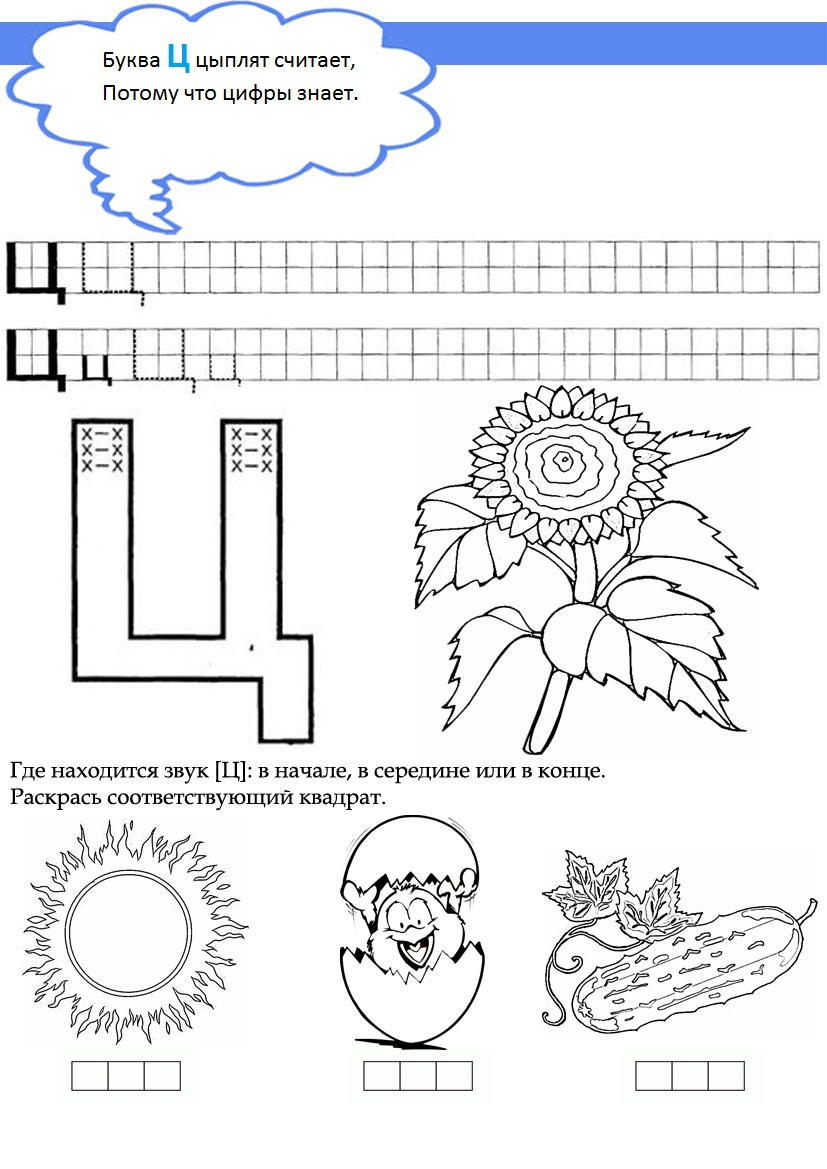 Буква Ц цыплят считает,
Потому что цифры знает.
Ц
Ц ц
х–х х–х
х–х х–х
х–х х–х
Ц
Где находится звук [Ц]: в начале, в середине или в конце.
Раскрась соответствующий квадрат.